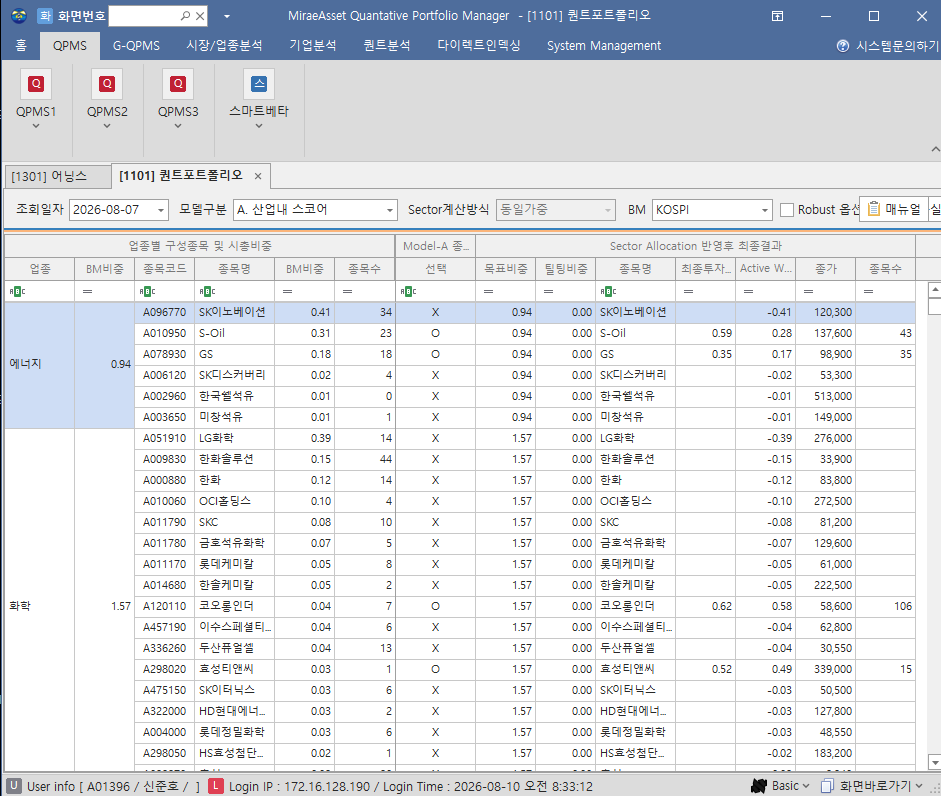 화 화면번호 MiraeAsset Quantative Portfolio Manager - [1101] 퀀트포트폴리오
홈 QPMS G-QPMS 시장/업종분석 기업분석 퀀트분석 다이렉트인덱싱 System Management 시스템문의하기
Q Q Q 스
QPMS1 QPMS2 QPMS3 스마트베타
[1301] 어닝스 [1101] 퀀트포트폴리오
조회일자 2026-08-07 모델구분 A. 산업내 스코어 Sector계산방식 동일가중 BM KOSPI Robust 옵션 매뉴얼
업종별 구성종목 및 시총비중 Model-A 종... Sector Allocation 반영후 최종결과
업종 BM비중 종목코드 종목명 BM비중 종목수 선택 목표비중 틸팅비중 종목명 최종투자... Active W... 종가 종목수
ABC = ABC ABC = = ABC = = ABC = = = =
A096770 SK이노베이션 0.41 34 X 0.94 0.00 SK이노베이션 -0.41 120,300
A010950 S-Oil 0.31 23 O 0.94 0.00 S-Oil 0.59 0.28 137,600 43
A078930 GS 0.18 18 O 0.94 0.00 GS 0.35 0.17 98,900 35
에너지 0.94
A006120 SK디스커버리 0.02 4 X 0.94 0.00 SK디스커버리 -0.02 53,300
A002960 한국쉘석유 0.01 0 X 0.94 0.00 한국쉘석유 -0.01 513,000
A003650 미창석유 0.01 1 X 0.94 0.00 미창석유 -0.01 149,000
A051910 LG화학 0.39 14 X 1.57 0.00 LG화학 -0.39 276,000
A009830 한화솔루션 0.15 44 X 1.57 0.00 한화솔루션 -0.15 33,900
A000880 한화 0.12 14 X 1.57 0.00 한화 -0.12 83,800
A010060 OCI홀딩스 0.10 4 X 1.57 0.00 OCI홀딩스 -0.10 272,500
A011790 SKC 0.08 10 X 1.57 0.00 SKC -0.08 81,200
A011780 금호석유화학 0.07 5 X 1.57 0.00 금호석유화학 -0.07 129,600
A011170 롯데케미칼 0.05 8 X 1.57 0.00 롯데케미칼 -0.05 61,000
A014680 한솔케미칼 0.05 2 X 1.57 0.00 한솔케미칼 -0.05 222,500
화학 1.57 A120110 코오롱인더 0.04 7 O 1.57 0.00 코오롱인더 0.62 0.58 58,600 106
A457190 이수스페셜티... 0.04 6 X 1.57 0.00 이수스페셜티... -0.04 62,800
A336260 두산퓨얼셀 0.04 13 X 1.57 0.00 두산퓨얼셀 -0.04 30,550
A298020 효성티앤씨 0.03 1 O 1.57 0.00 효성티앤씨 0.52 0.49 339,000 15
A475150 SK이터닉스 0.03 6 X 1.57 0.00 SK이터닉스 -0.03 50,500
A322000 HD현대에너... 0.03 2 X 1.57 0.00 HD현대에너... -0.03 127,800
A004000 롯데정밀화학 0.03 6 X 1.57 0.00 롯데정밀화학 -0.03 48,550
A298050 HS효성첨단... 0.02 1 X 1.57 0.00 HS효성첨단... -0.02 183,200
U User info [ A01396 / 신준호 / ] L Login IP : 172.16.128.190 / Login Time : 2026-08-10 오전 8:33:12 Basic 화면바로가기